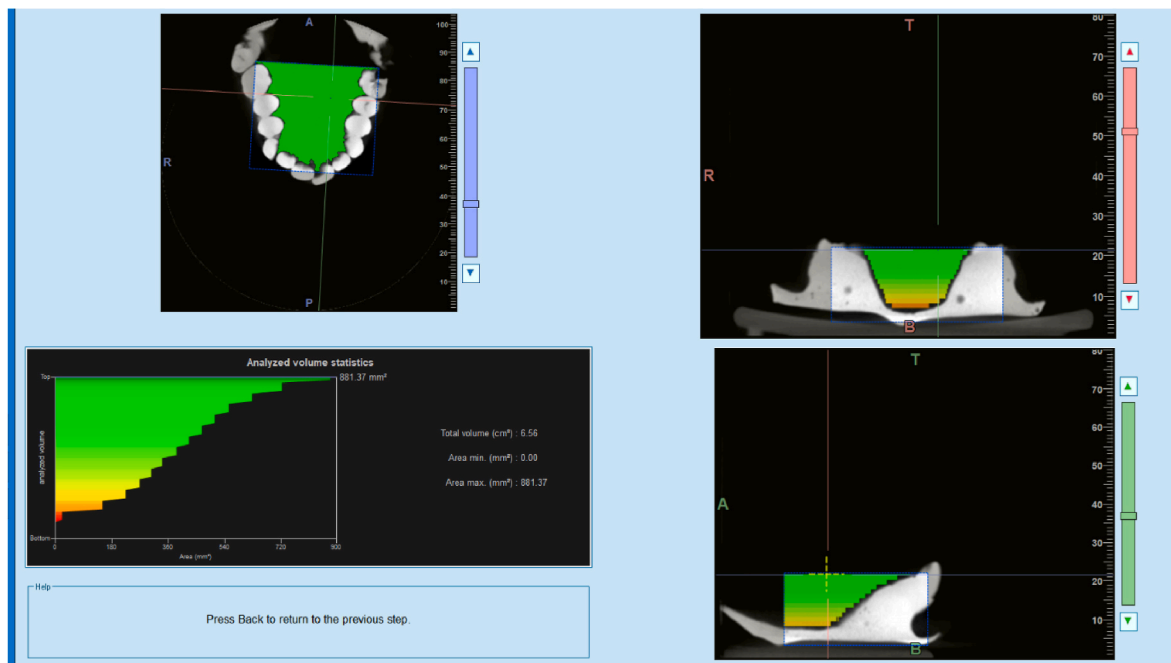 A
R
P
100
90
80
75
60
50
40
30
20
10
T
R
B
80
70
60
50
40
30
20
10
Analyzed volume statistics
Top
881.37 mm²
analyzed volume
Bottom
0
180
360
540
720
900
Area (mm²)
Total volume (cm³) : 6.56
Area min. (mm²) : 0.00
Area max. (mm²) : 881.37
T
A
B
80
70
60
50
40
30
20
10
Help
Press Back to return to the previous step.